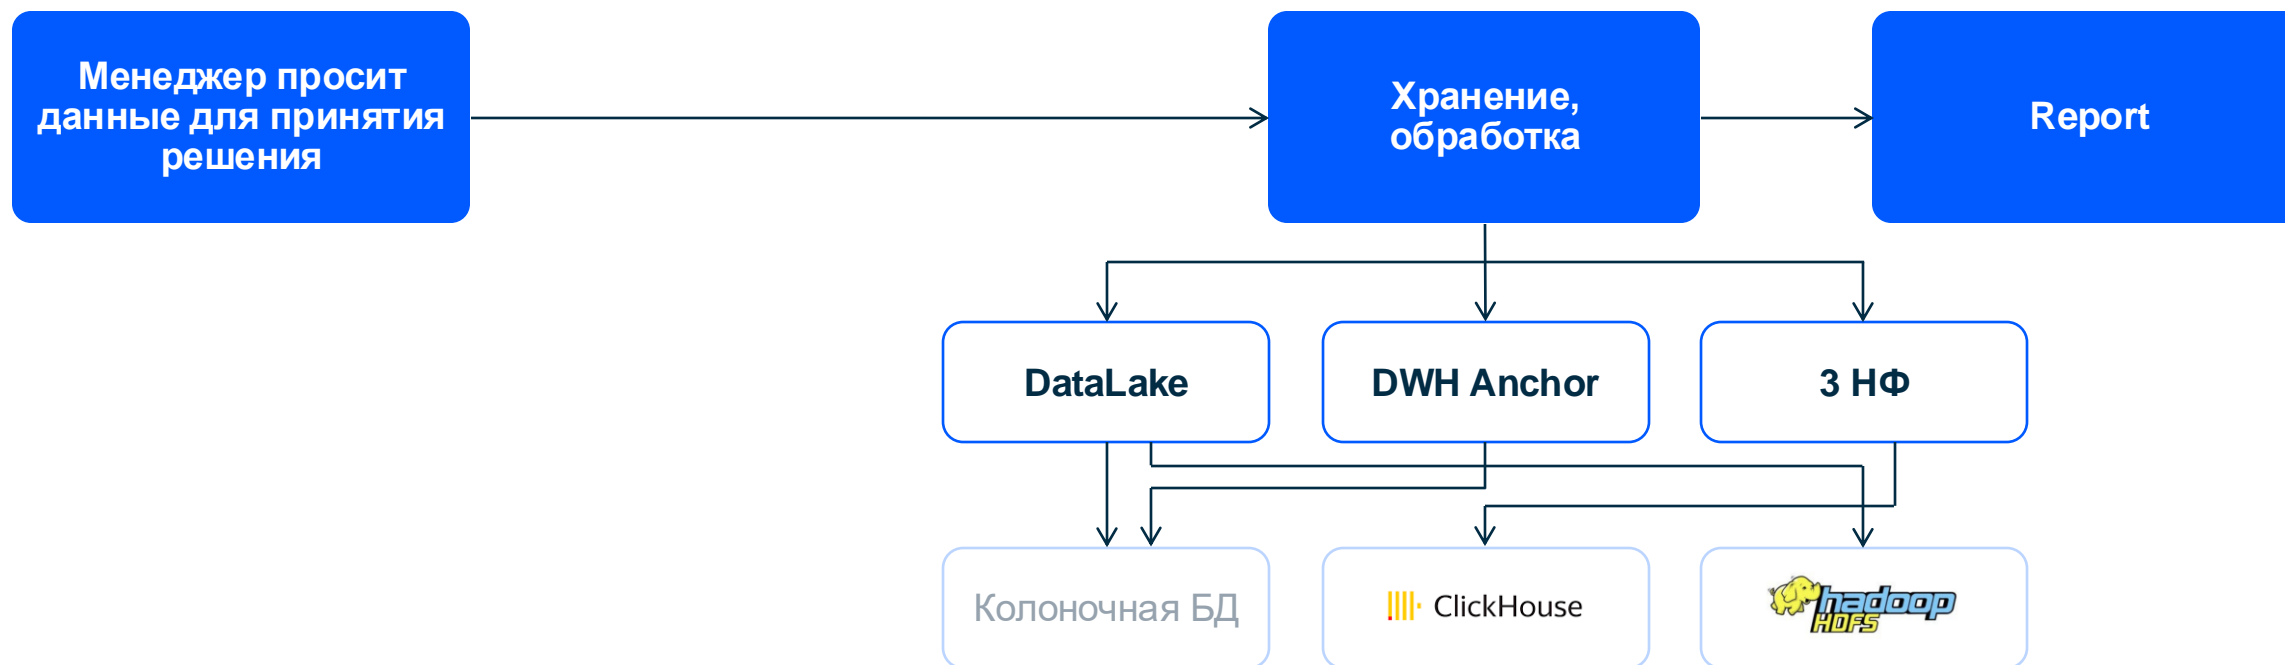 Менеджер просит
данные для принятия
решения
Хранение,
обработка
Report
DataLake
DWH Anchor
3 НФ
Колоночная БД
ClickHouse
hadoop
HDFS